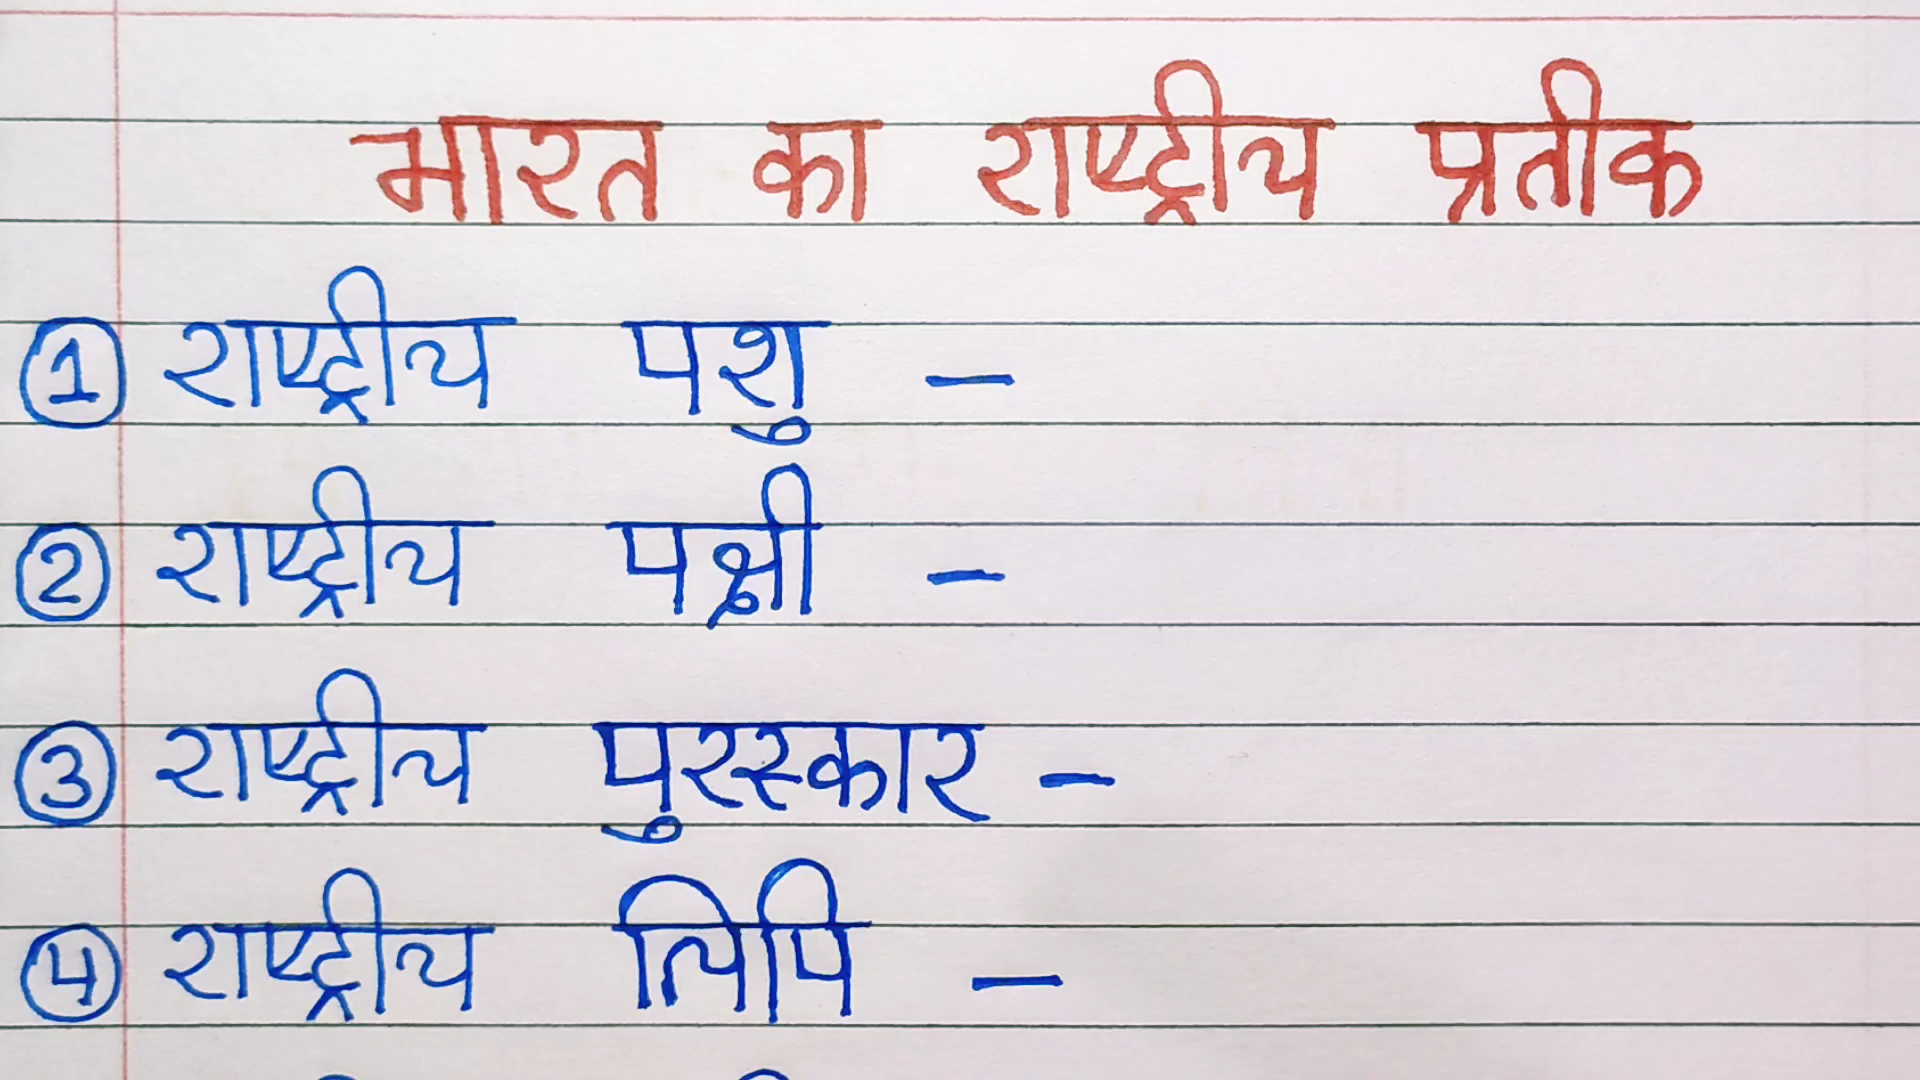 भारत का राष्ट्रीय प्रतीक
① राष्ट्रीय पशु –
② राष्ट्रीय पक्षी –
③ राष्ट्रीय पुरस्कार –
④ राष्ट्रीय लिपि –